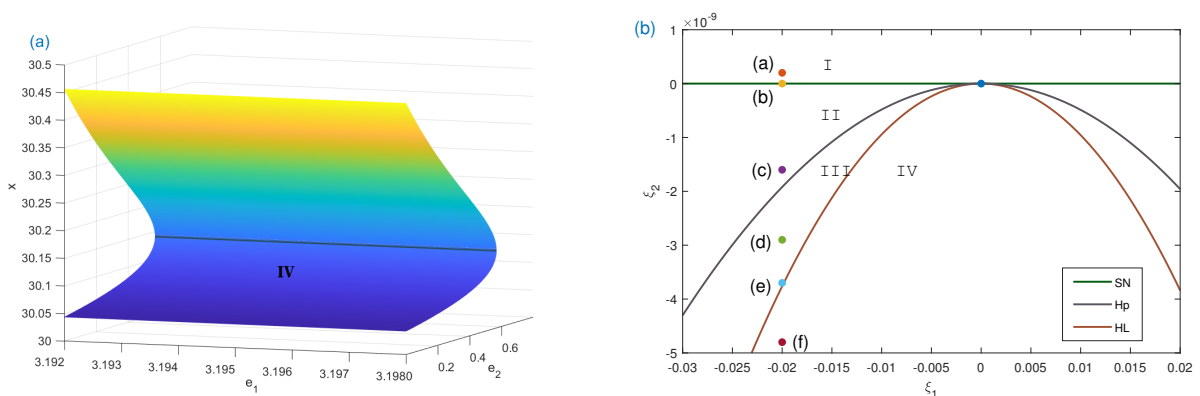 (a)
30.5
30.45
30.4
30.35
30.3
30.25
30.2
30.15
30.1
30.05
30
x
IV
3.192
3.193
3.194
3.195
3.196
3.197
3.1980
e1
0.2
0.4
0.6
e2
(b)
×10-9
1
0
-1
-2
-3
-4
-5
ξ2
(a)
I
(b)
II
(c)
III
IV
(d)
(e)
(f)
SN
Hp
HL
-0.03
-0.025
-0.02
-0.015
-0.01
-0.005
0
0.005
0.01
0.015
0.02
ξ1